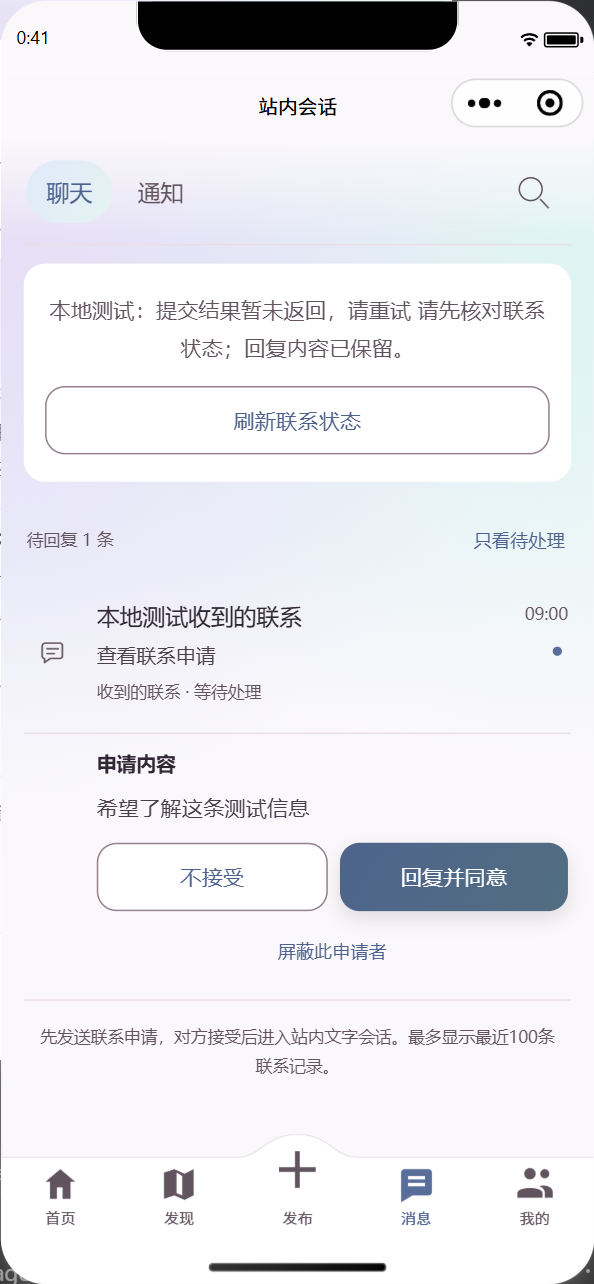 0:41
站内会话
聊天
通知
本地测试：提交结果暂未返回，请重试 请先核对联系
状态；回复内容已保留。
刷新联系状态
待回复 1 条
只看待处理
本地测试收到的联系
09:00
查看联系申请
收到的联系 · 等待处理
申请内容
希望了解这条测试信息
不接受
回复并同意
屏蔽此申请者
先发送联系申请，对方接受后进入站内文字会话。最多显示最近100条
联系记录。
首页
发现
发布
消息
我的